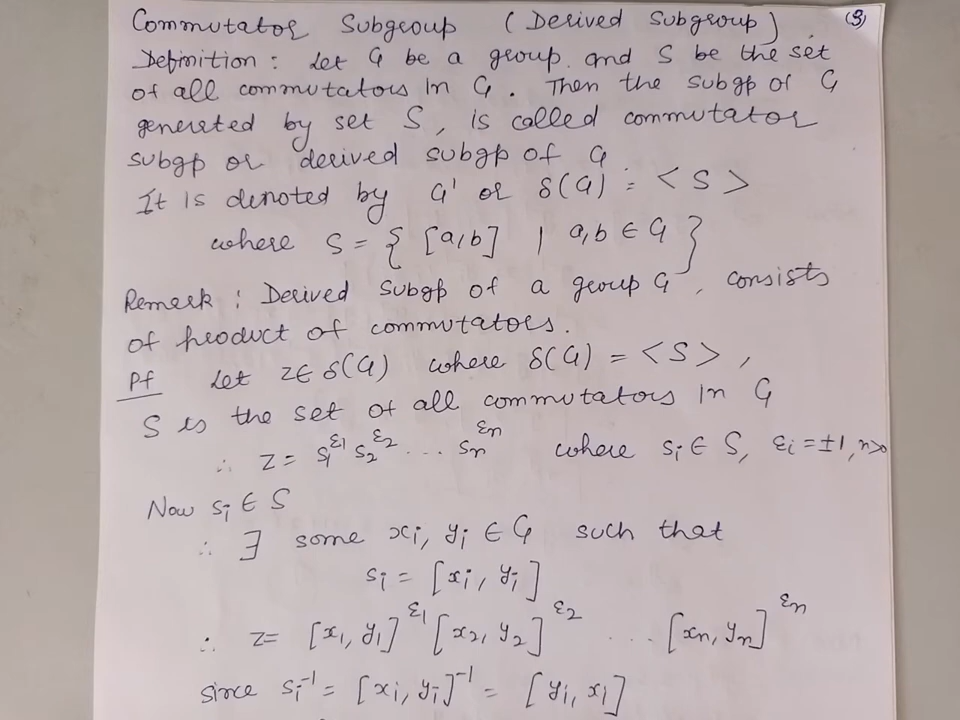 Commutator Subgroup (Derived Subgroup) (3)
Definition : Let G be a group. and S be the set
of all commutators in G. Then the subgp of G
generated by set S, is called commutator
subgp or derived subgp of G
It is denoted by G' or δ(G) = <S>
where S = { [a,b] | a,b ∈ G }
Remark : Derived subgp of a group G, consists
of product of commutators.
Pf Let z ∈ δ(G) where δ(G) = <S>,
S is the set of all commutators in G
∴ z = s₁^ε₁ s₂^ε₂ ... sₙ^εₙ where sᵢ ∈ S, εᵢ = ±1, n>0
Now sᵢ ∈ S
∴ ∃ some xᵢ, yᵢ ∈ G such that
sᵢ = [xᵢ, yᵢ]
∴ z = [x₁, y₁]^ε₁ [x₂, y₂]^ε₂ ... [xₙ, yₙ]^εₙ
since sᵢ⁻¹ = [xᵢ, yᵢ]⁻¹ = [yᵢ, xᵢ]